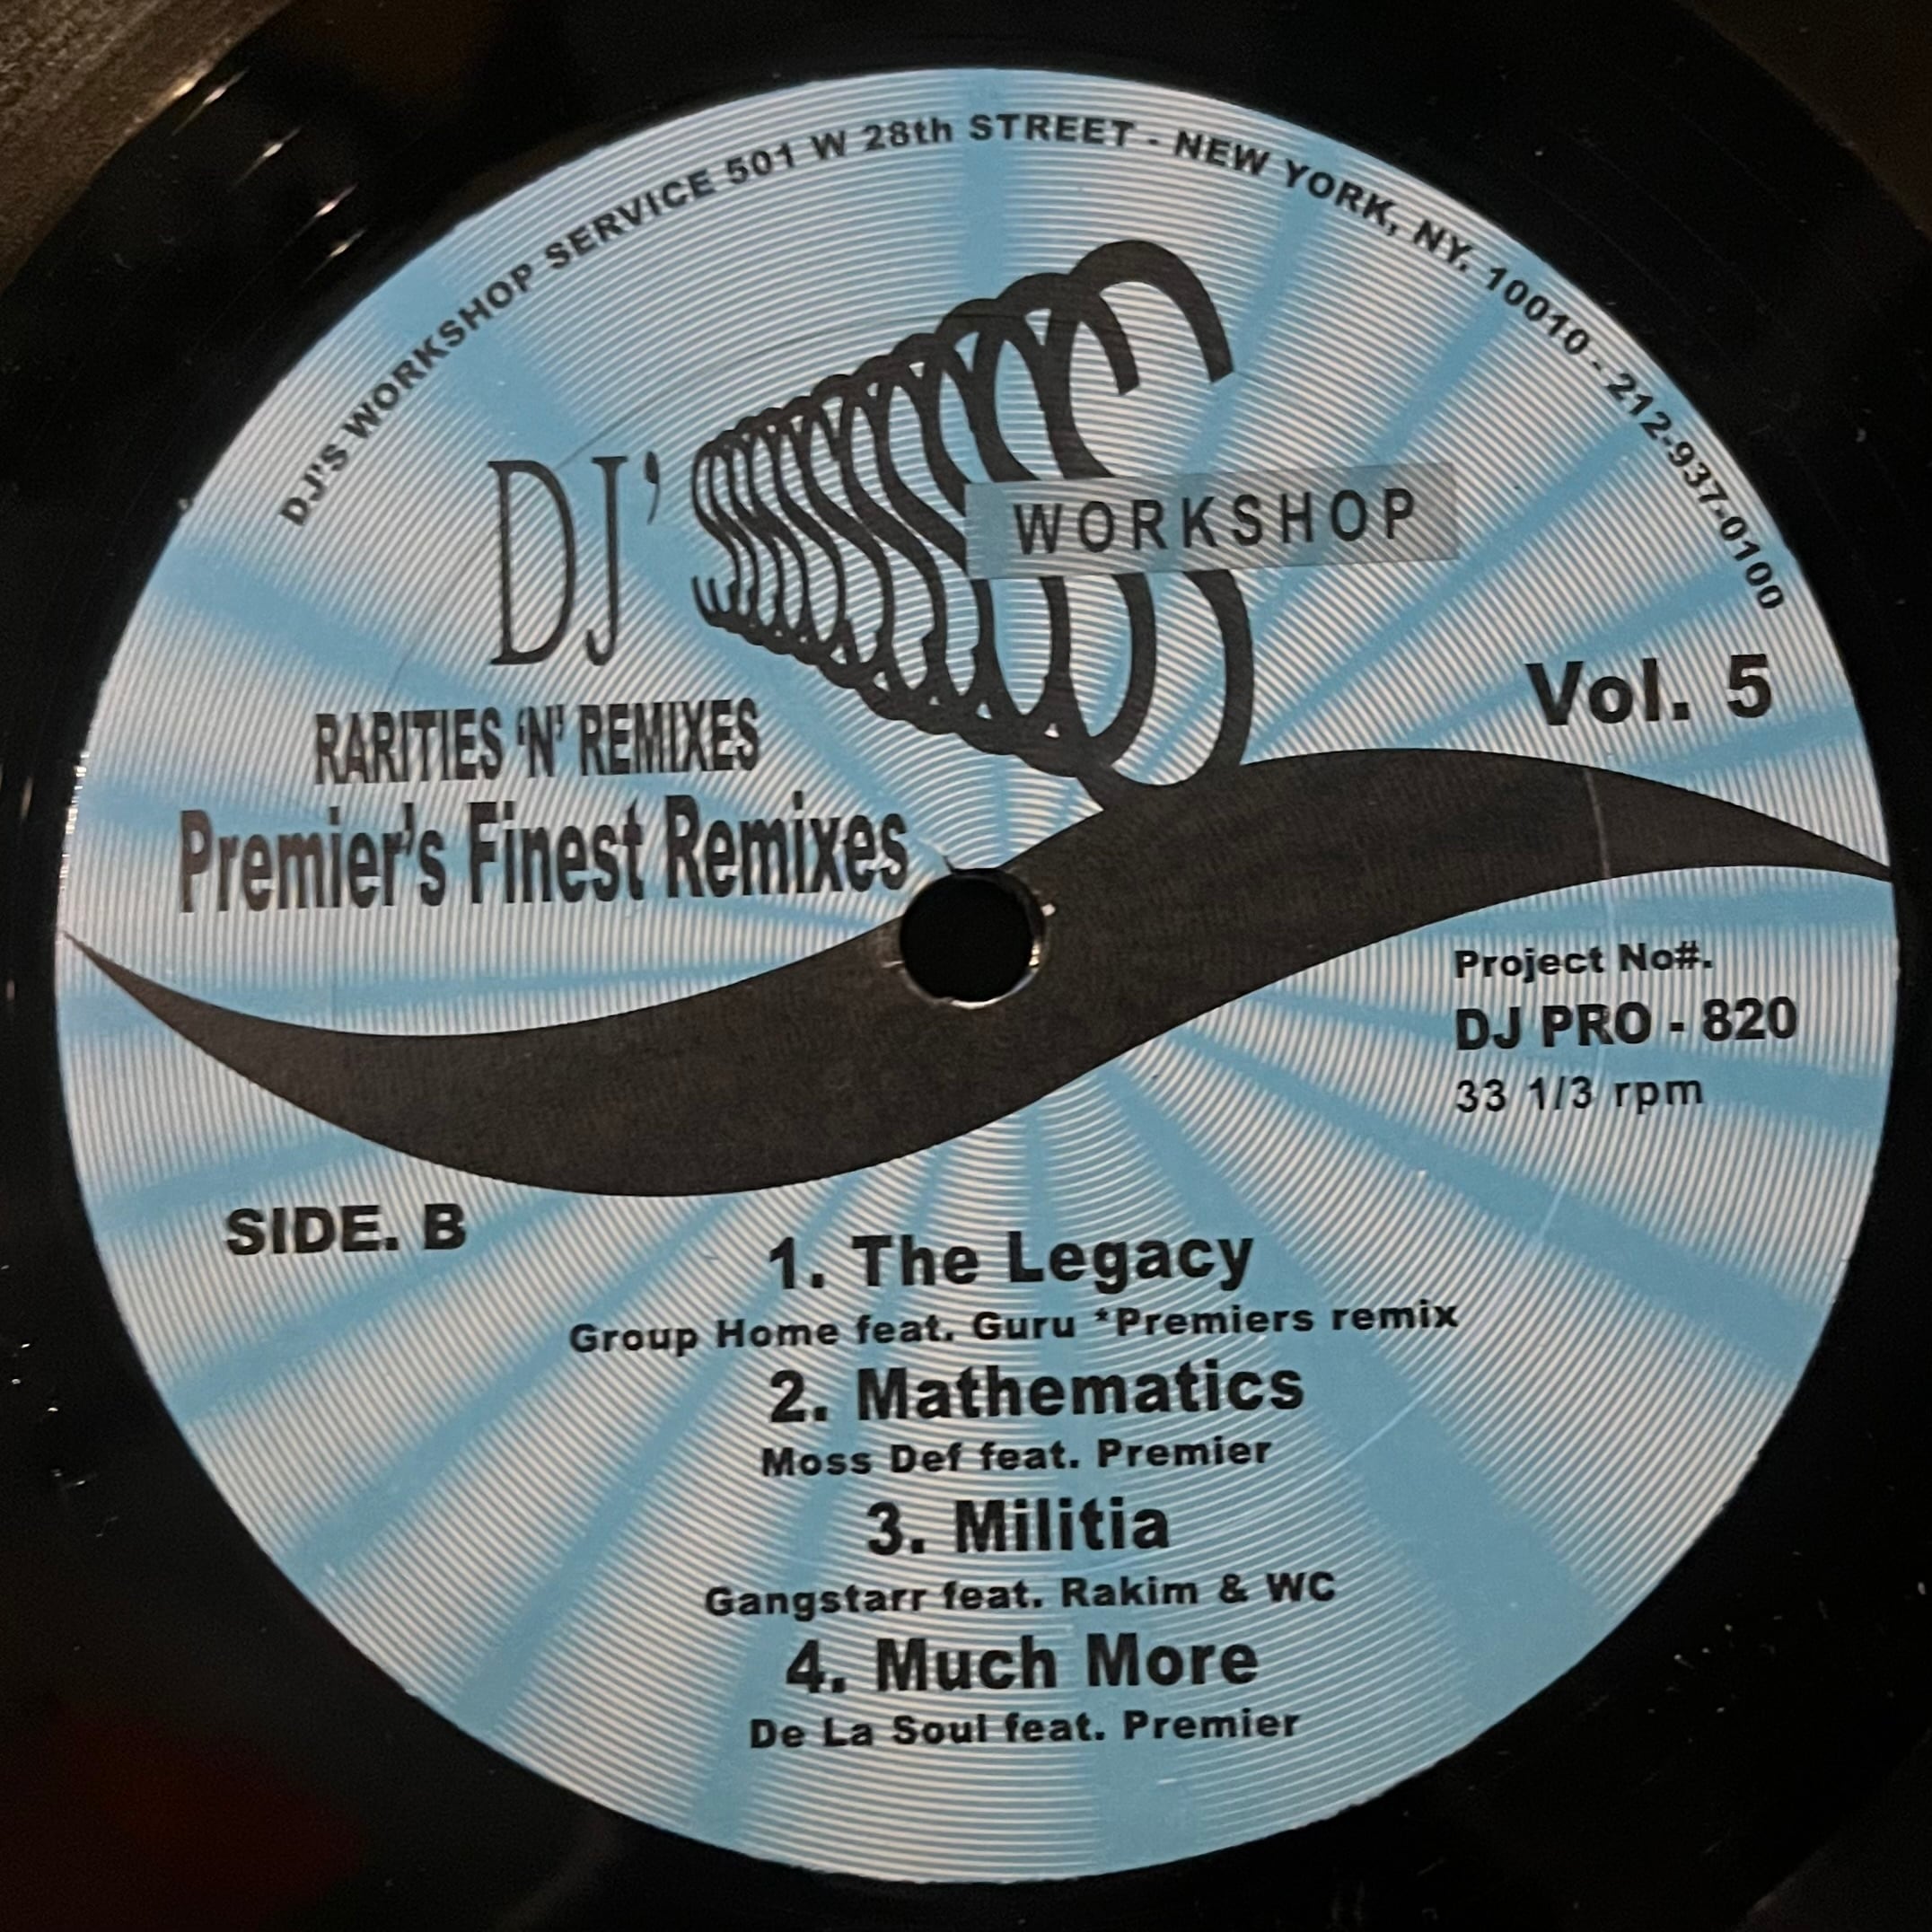 DJ'S WORKSHOP SERVICE 501 W 28th STREET - NEW YORK, NY. 10010 - 212-937-0100
DJ'S
WORKSHOP
Vol. 5
RARITIES 'N' REMIXES
Premier's Finest Remixes
Project No#.
DJ PRO - 820
33 1/3 rpm
SIDE. B
1. The Legacy
Group Home feat. Guru *Premiers remix
2. Mathematics
Moss Def feat. Premier
3. Militia
Gangstarr feat. Rakim & WC
4. Much More
De La Soul feat. Premier